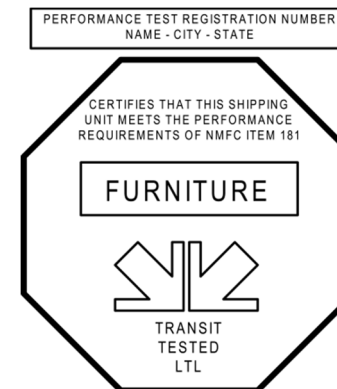 PERFORMANCE TEST REGISTRATION NUMBER
NAME - CITY - STATE
CERTIFIES THAT THIS SHIPPING
UNIT MEETS THE PERFORMANCE
REQUIREMENTS OF NMFC ITEM 181
FURNITURE
TRANSIT
TESTED
LTL